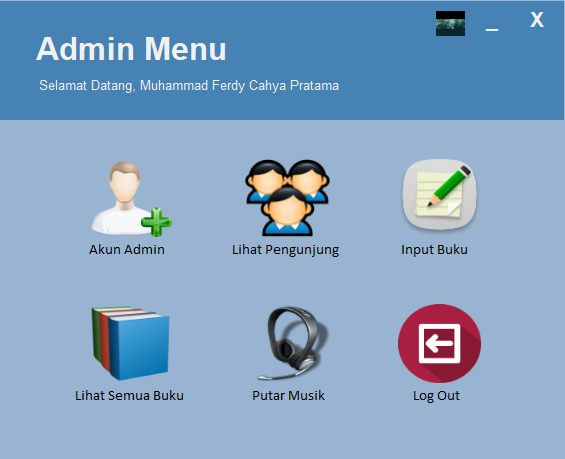 _ X
Admin Menu
Selamat Datang, Muhammad Ferdy Cahya Pratama
Akun Admin
Lihat Pengunjung
Input Buku
Lihat Semua Buku
Putar Musik
Log Out